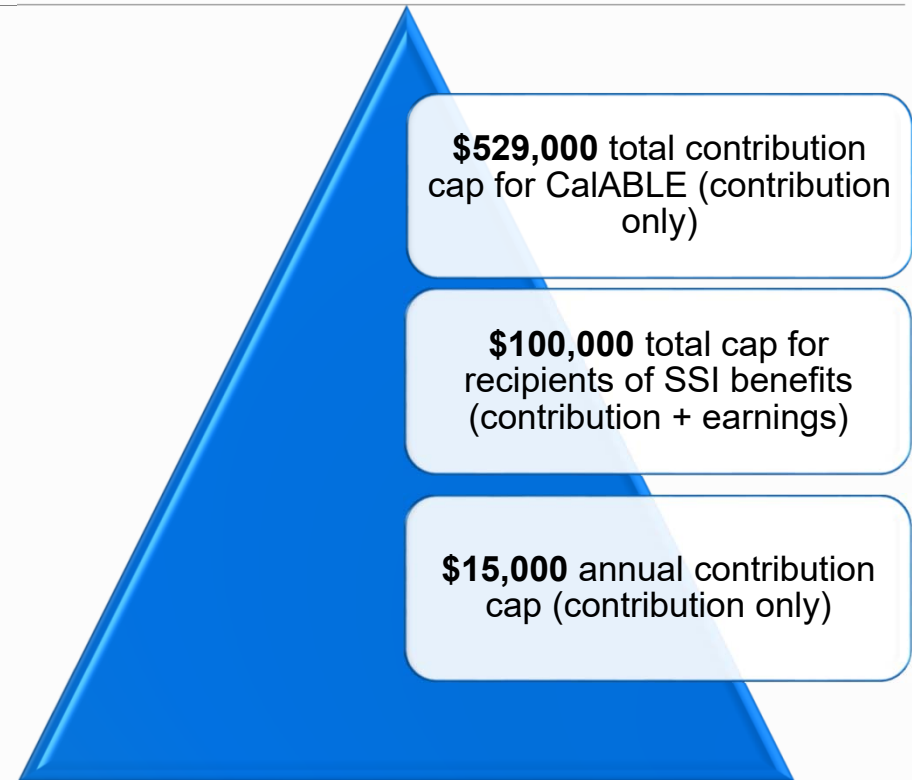 $529,000 total contribution
cap for CalABLE (contribution
only)
$100,000 total cap for
recipients of SSI benefits
(contribution + earnings)
$15,000 annual contribution
cap (contribution only)